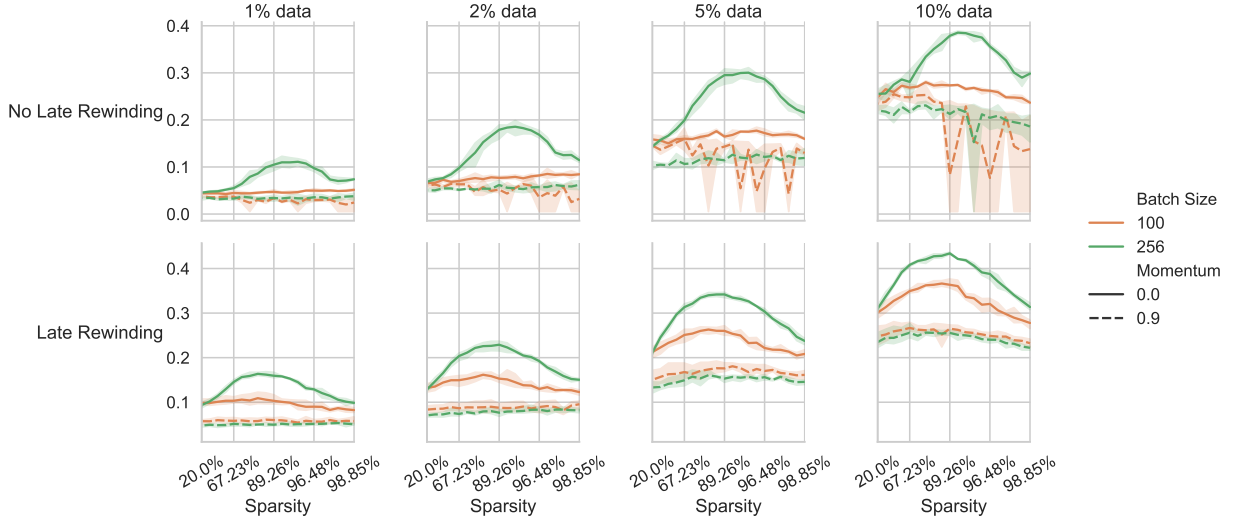 1% data
2% data
5% data
10% data
No Late Rewinding
0.4
0.3
0.2
0.1
0.0
Late Rewinding
0.4
0.3
0.2
0.1
20.0%
67.23%
89.26%
96.48%
98.85%
Sparsity
20.0%
67.23%
89.26%
96.48%
98.85%
Sparsity
20.0%
67.23%
89.26%
96.48%
98.85%
Sparsity
20.0%
67.23%
89.26%
96.48%
98.85%
Sparsity
Batch Size
100
256
Momentum
0.0
0.9